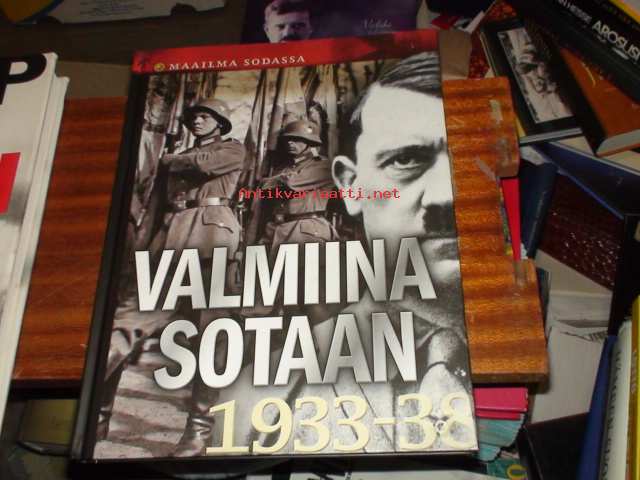 MAAILMA SODASSA
Antikvariaatti.net
VALMIINA
SOTAAN
1933-38